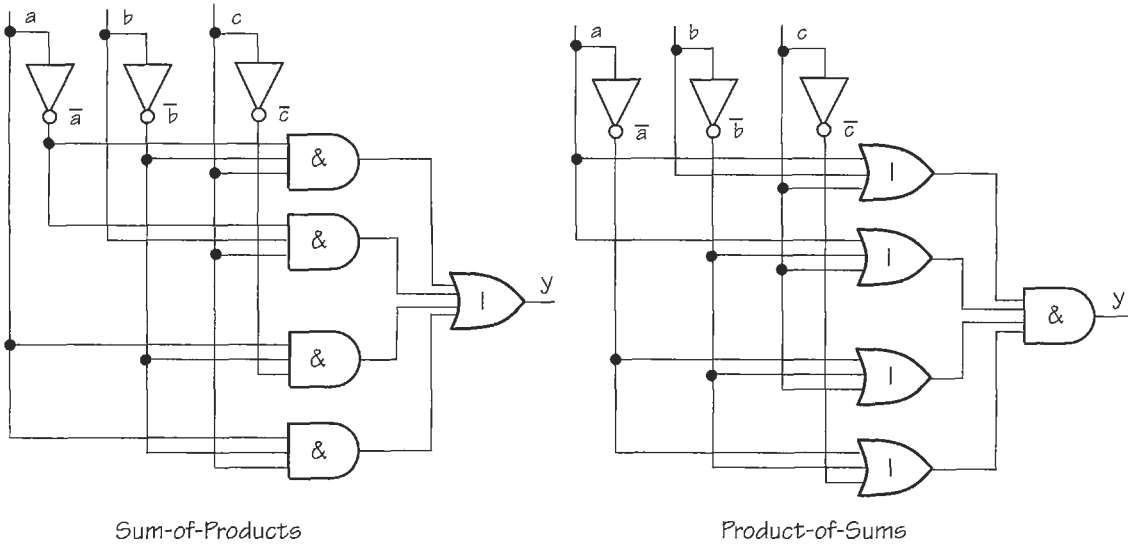 a b c
a̅ b̅ c̅
&
&
&
&
|
y
Sum-of-Products
a b c
a̅ b̅ c̅
|
|
|
|
&
y
Product-of-Sums